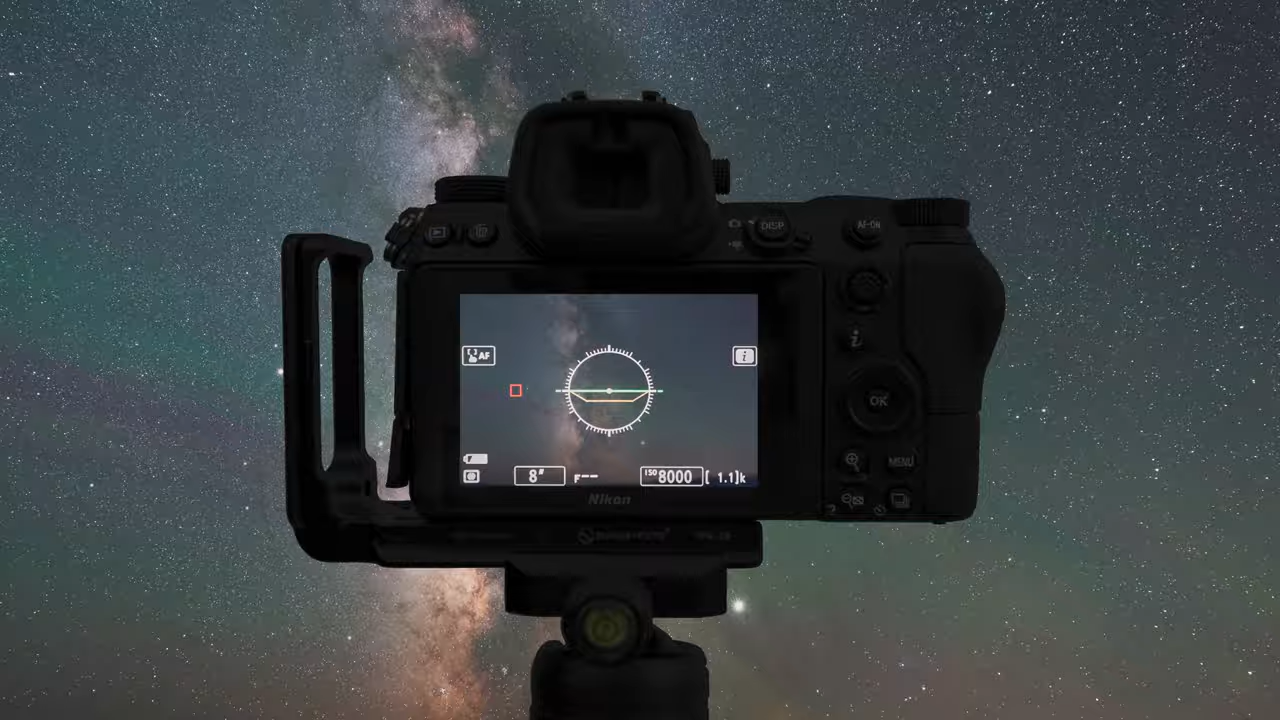 DISP
AF-ON
AF
i
i
OK
8" F-- ISO 8000 [ 1.1]k
MENU
Nikon
?